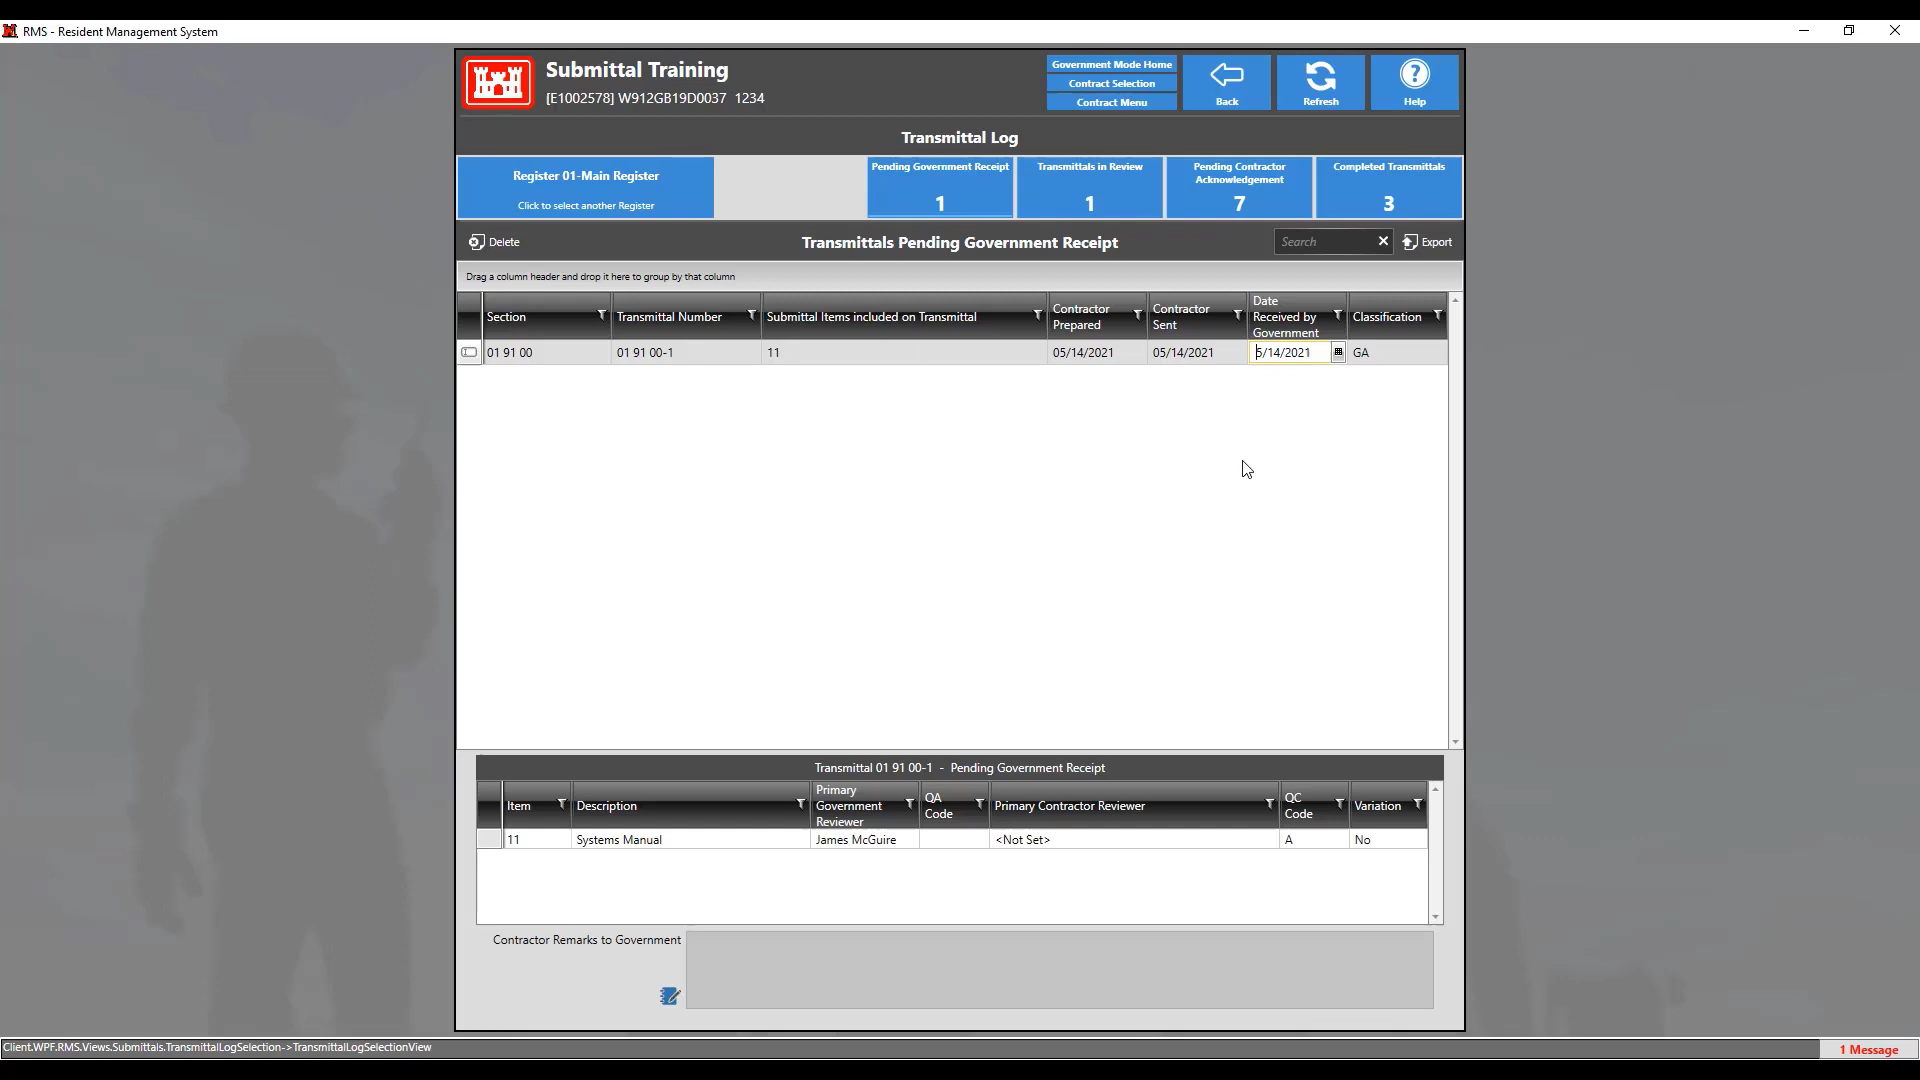 RMS - Resident Management System
Submittal Training
[E1002578] W912GB19D0037 1234
Government Mode Home
Contract Selection
Contract Menu
Back
Refresh
Help
Transmittal Log
Register 01-Main Register
Click to select another Register
Pending Government Receipt
1
Transmittals in Review
1
Pending Contractor
Acknowledgement
7
Completed Transmittals
3
Delete
Transmittals Pending Government Receipt
Search
Export
Drag a column header and drop it here to group by that column
Section
Transmittal Number
Submittal Items included on Transmittal
Contractor
Prepared
Contractor
Sent
Date
Received by
Government
Classification
01 91 00
01 91 00-1
11
05/14/2021
05/14/2021
5/14/2021
GA
Transmittal 01 91 00-1 - Pending Government Receipt
Item
Description
Primary
Government
Reviewer
QA
Code
Primary Contractor Reviewer
QC
Code
Variation
11
Systems Manual
James McGuire
<Not Set>
A
No
Contractor Remarks to Government
Client.WPF.RMS.Views.Submittals.TransmittalLogSelection->TransmittalLogSelectionView
1 Message